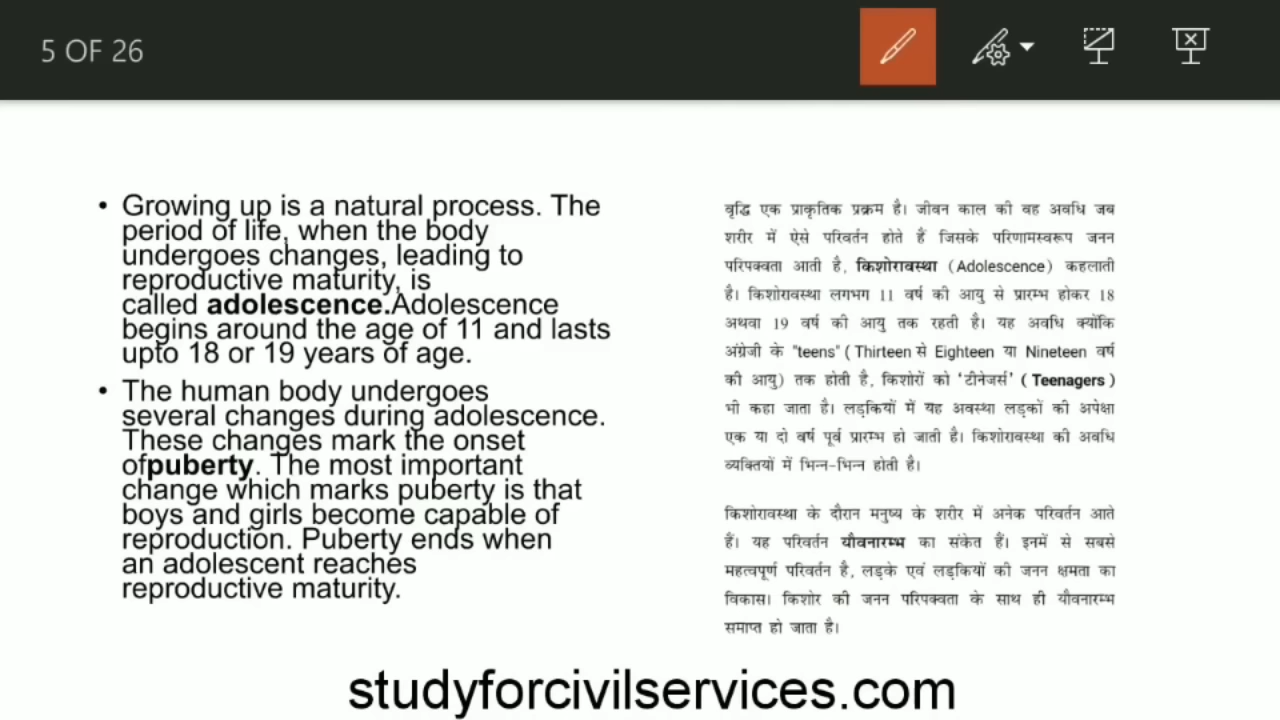 5 OF 26
• Growing up is a natural process. The
period of life, when the body
undergoes changes, leading to
reproductive maturity, is
called adolescence.Adolescence
begins around the age of 11 and lasts
upto 18 or 19 years of age.
• The human body undergoes
several changes during adolescence.
These changes mark the onset
ofpuberty. The most important
change which marks puberty is that
boys and girls become capable of
reproduction. Puberty ends when
an adolescent reaches
reproductive maturity.
वृद्धि एक प्राकृतिक प्रक्रम है। जीवन काल की वह अवधि जब
शरीर में ऐसे परिवर्तन होते हैं जिसके परिणामस्वरूप जनन
परिपक्वता आती है, किशोरावस्था (Adolescence) कहलाती
है। किशोरावस्था लगभग 11 वर्ष की आयु से प्रारम्भ होकर 18
अथवा 19 वर्ष की आयु तक रहती है। यह अवधि क्योंकि
अंग्रेजी के "teens" ( Thirteen से Eighteen या Nineteen वर्ष
की आयु) तक होती है, किशोरों को ‘टीनेजर्स’ ( Teenagers )
भी कहा जाता है। लड़कियों में यह अवस्था लड़कों की अपेक्षा
एक या दो वर्ष पूर्व प्रारम्भ हो जाती है। किशोरावस्था की अवधि
व्यक्तियों में भिन्न-भिन्न होती है।
किशोरावस्था के दौरान मनुष्य के शरीर में अनेक परिवर्तन आते
हैं। यह परिवर्तन यौवनारम्भ का संकेत हैं। इनमें से सबसे
महत्वपूर्ण परिवर्तन है, लड़के एवं लड़कियों की जनन क्षमता का
विकास। किशोर की जनन परिपक्वता के साथ ही यौवनारम्भ
समाप्त हो जाता है।
studyforcivilservices.com